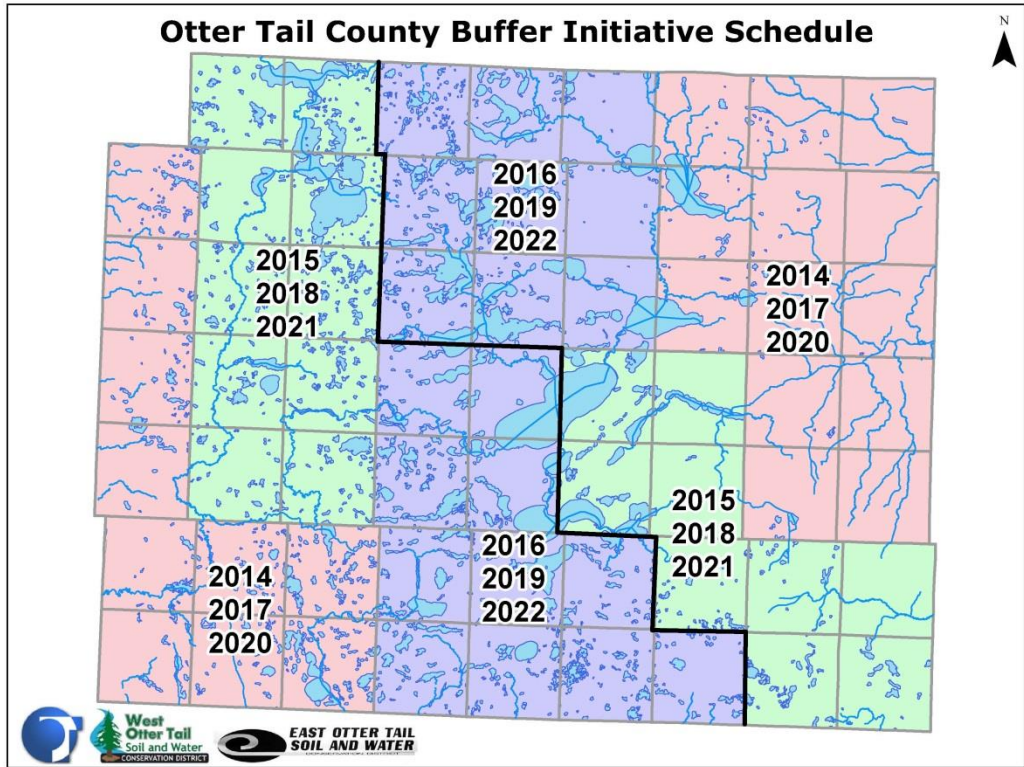 Otter Tail County Buffer Initiative Schedule
N
2016
2019
2022
2015
2018
2021
2014
2017
2020
2015
2018
2021
2016
2019
2022
2014
2017
2020
West
Otter Tail
Soil and Water
CONSERVATION DISTRICT
EAST OTTER TAIL
SOIL AND WATER
CONSERVATION DISTRICT